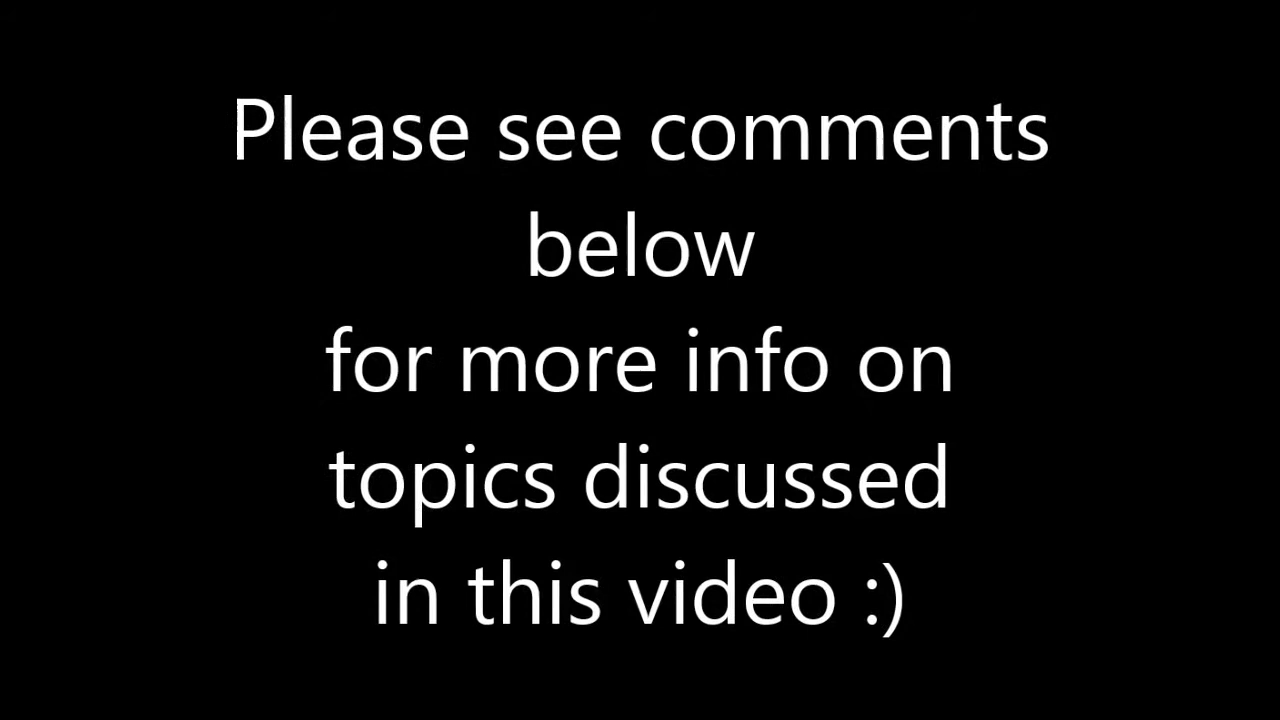 Please see comments
below
for more info on
topics discussed
in this video :)